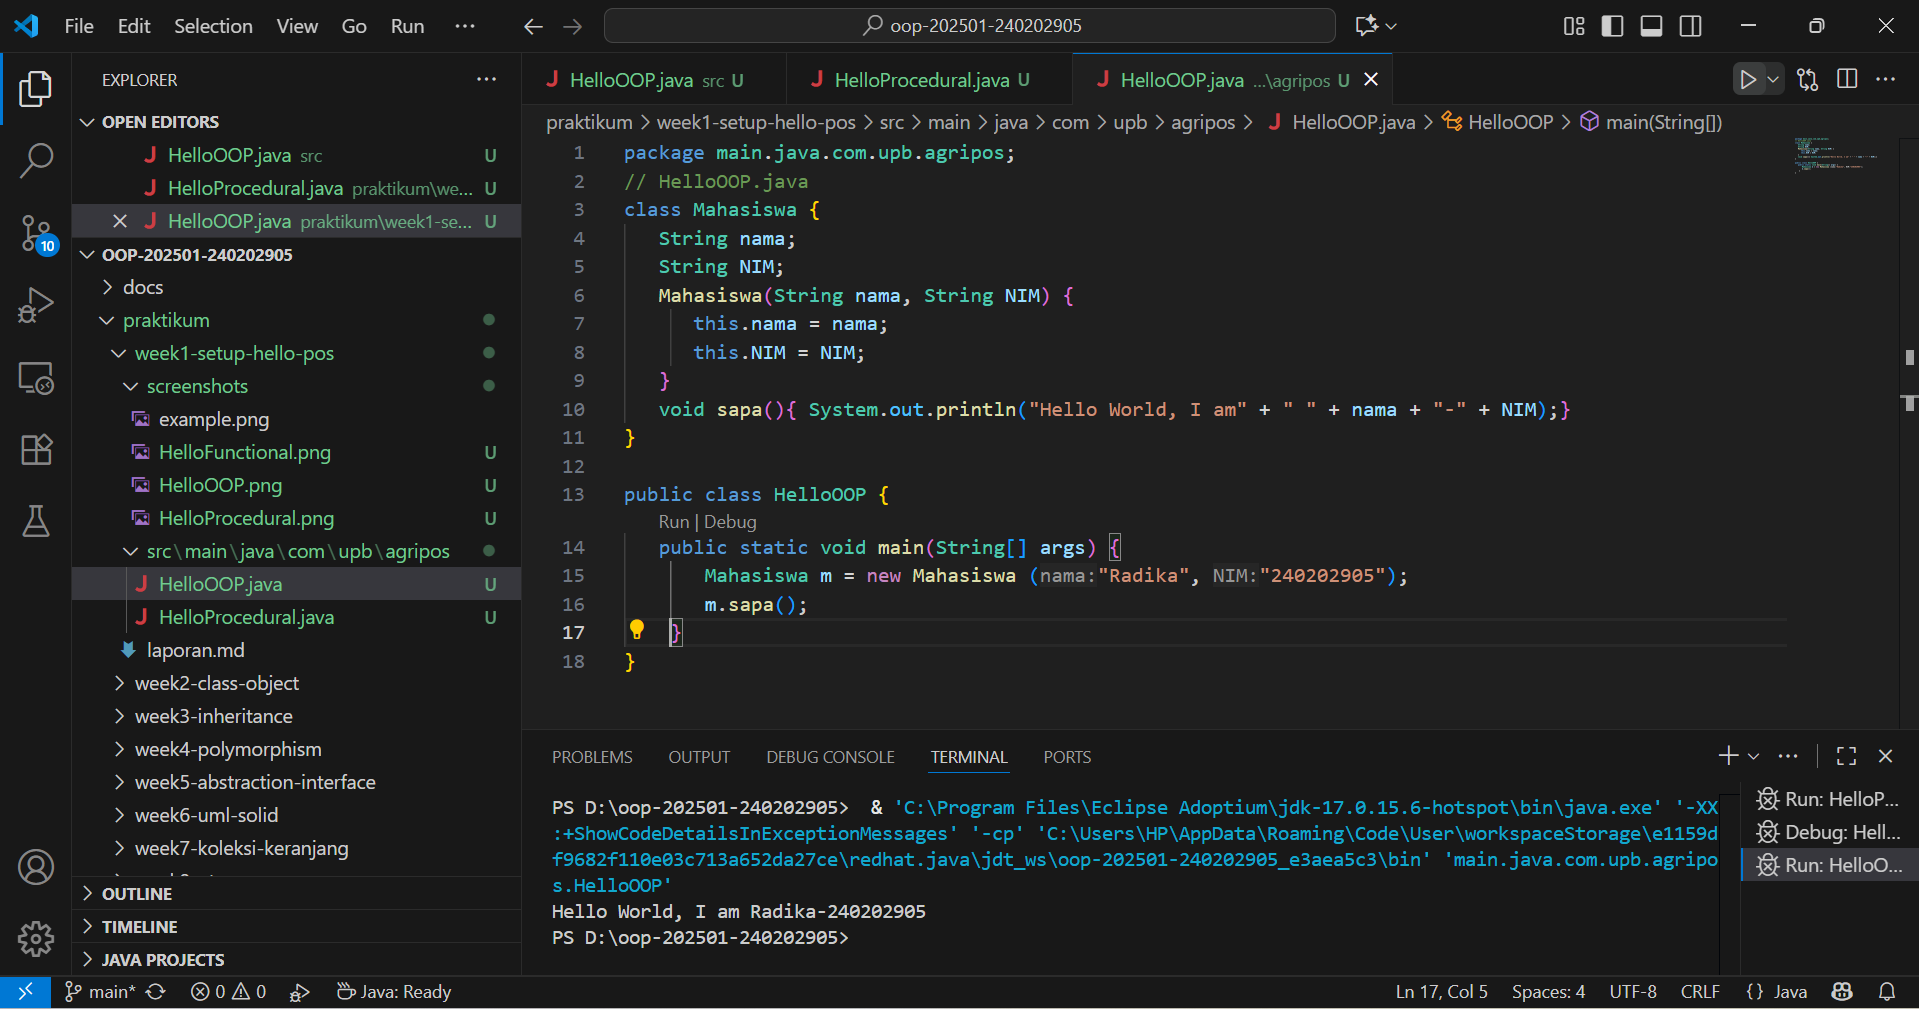 File Edit Selection View Go Run ···
oop-202501-240202905
EXPLORER ···
OPEN EDITORS
HelloOOP.java src U
HelloProcedural.java praktikum\we... U
HelloOOP.java praktikum\week1-se... U
OOP-202501-240202905
docs
praktikum
week1-setup-hello-pos
screenshots
example.png
HelloFunctional.png U
HelloOOP.png U
HelloProcedural.png U
src\main\java\com\upb\agripos
HelloOOP.java U
HelloProcedural.java U
laporan.md
week2-class-object
week3-inheritance
week4-polymorphism
week5-abstraction-interface
week6-uml-solid
week7-koleksi-keranjang
OUTLINE
TIMELINE
JAVA PROJECTS
10
HelloOOP.java src U
HelloProcedural.java U
HelloOOP.java ...\agripos U
praktikum > week1-setup-hello-pos > src > main > java > com > upb > agripos > HelloOOP.java > HelloOOP > main(String[])
1 package main.java.com.upb.agripos;
2 // HelloOOP.java
3 class Mahasiswa {
4 String nama;
5 String NIM;
6 Mahasiswa(String nama, String NIM) {
7 this.nama = nama;
8 this.NIM = NIM;
9 }
10 void sapa(){ System.out.println("Hello World, I am" + " " + nama + "-" + NIM);}
11 }
12
13 public class HelloOOP {
Run | Debug
14 public static void main(String[] args) {
15 Mahasiswa m = new Mahasiswa (nama:"Radika", NIM:"240202905");
16 m.sapa();
17 }
18 }
PROBLEMS OUTPUT DEBUG CONSOLE TERMINAL PORTS
PS D:\oop-202501-240202905> & 'C:\Program Files\Eclipse Adoptium\jdk-17.0.15.6-hotspot\bin\java.exe' '-XX
:+ShowCodeDetailsInExceptionMessages' '-cp' 'C:\Users\HP\AppData\Roaming\Code\User\workspaceStorage\e1159d
f9682f110e03c713a652da27ce\redhat.java\jdt_ws\oop-202501-240202905_e3aea5c3\bin' 'main.java.com.upb.agripo
s.HelloOOP'
Hello World, I am Radika-240202905
PS D:\oop-202501-240202905>
Run: HelloP...
Debug: Hell...
Run: HelloO...
main* 0 0 Java: Ready
Ln 17, Col 5 Spaces: 4 UTF-8 CRLF {} Java